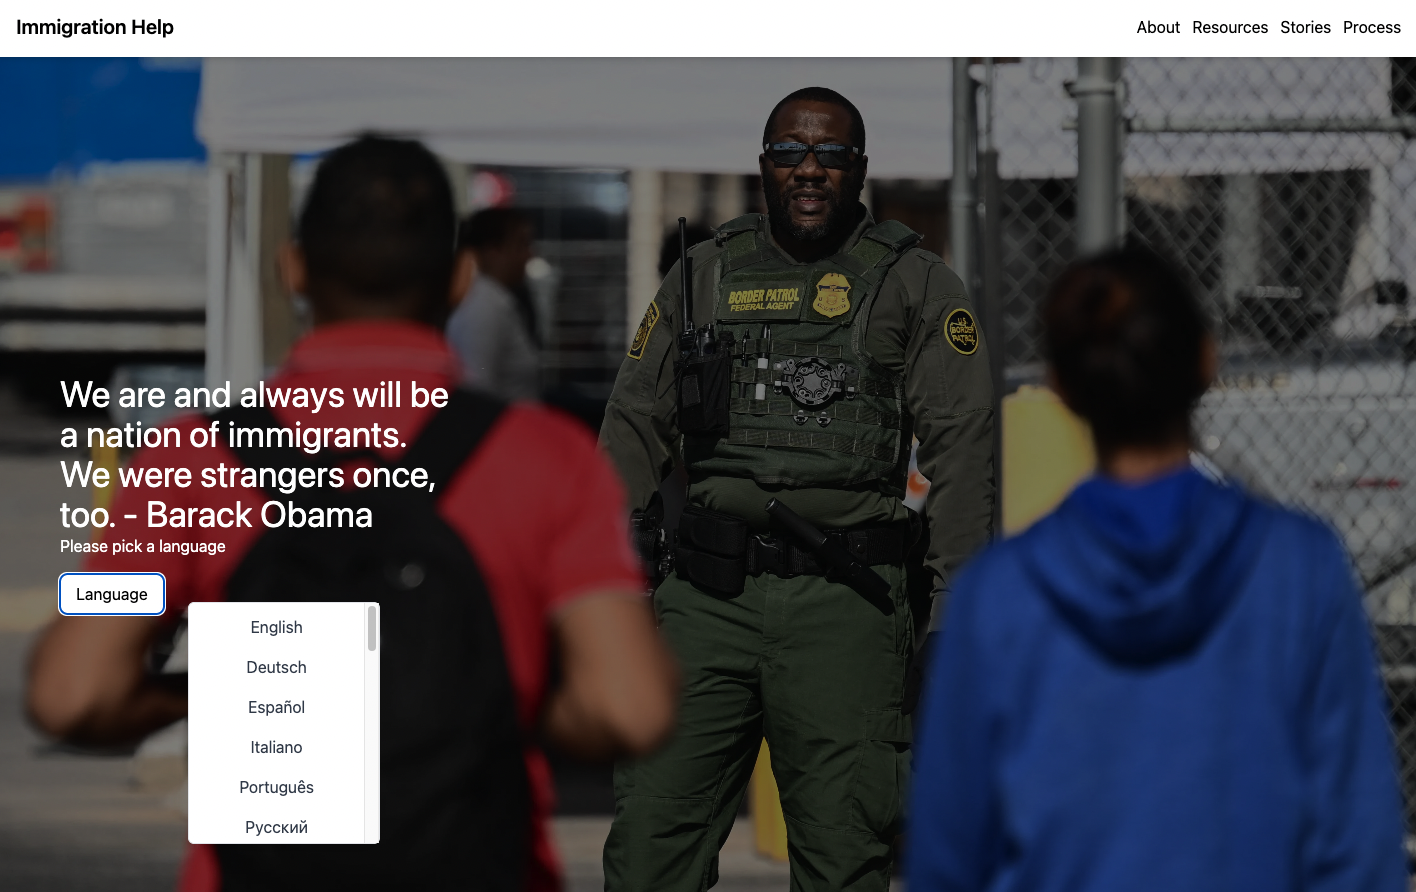 Immigration Help
About Resources Stories Process
BORDER PATROL
FEDERAL AGENT
U.S.
BORDER
PATROL
We are and always will be
a nation of immigrants.
We were strangers once,
too. - Barack Obama
Please pick a language
Language
English
Deutsch
Español
Italiano
Português
Русский